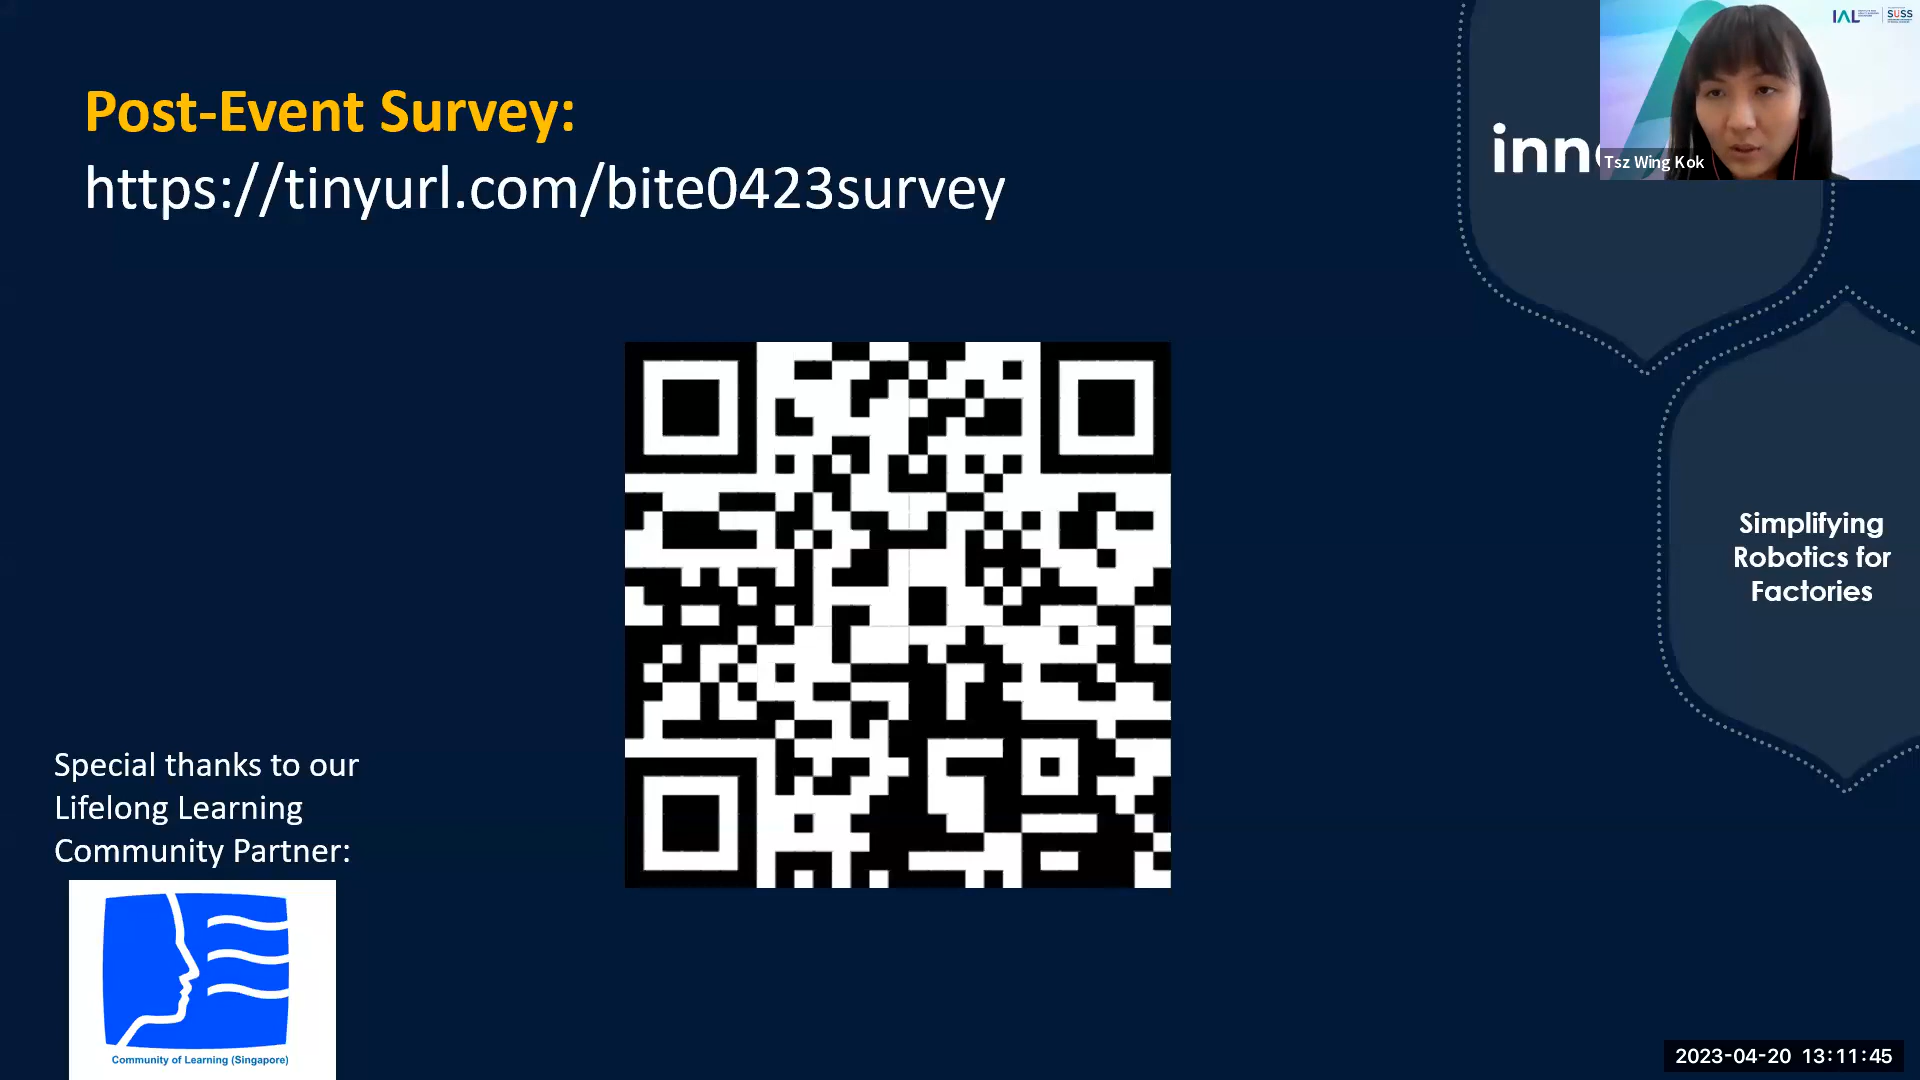 Post-Event Survey:
https://tinyurl.com/bite0423survey
IAL
SUSS
inn
Tsz Wing Kok
Simplifying
Robotics for
Factories
Special thanks to our
Lifelong Learning
Community Partner:
Community of Learning (Singapore)
2023-04-20 13:11:45